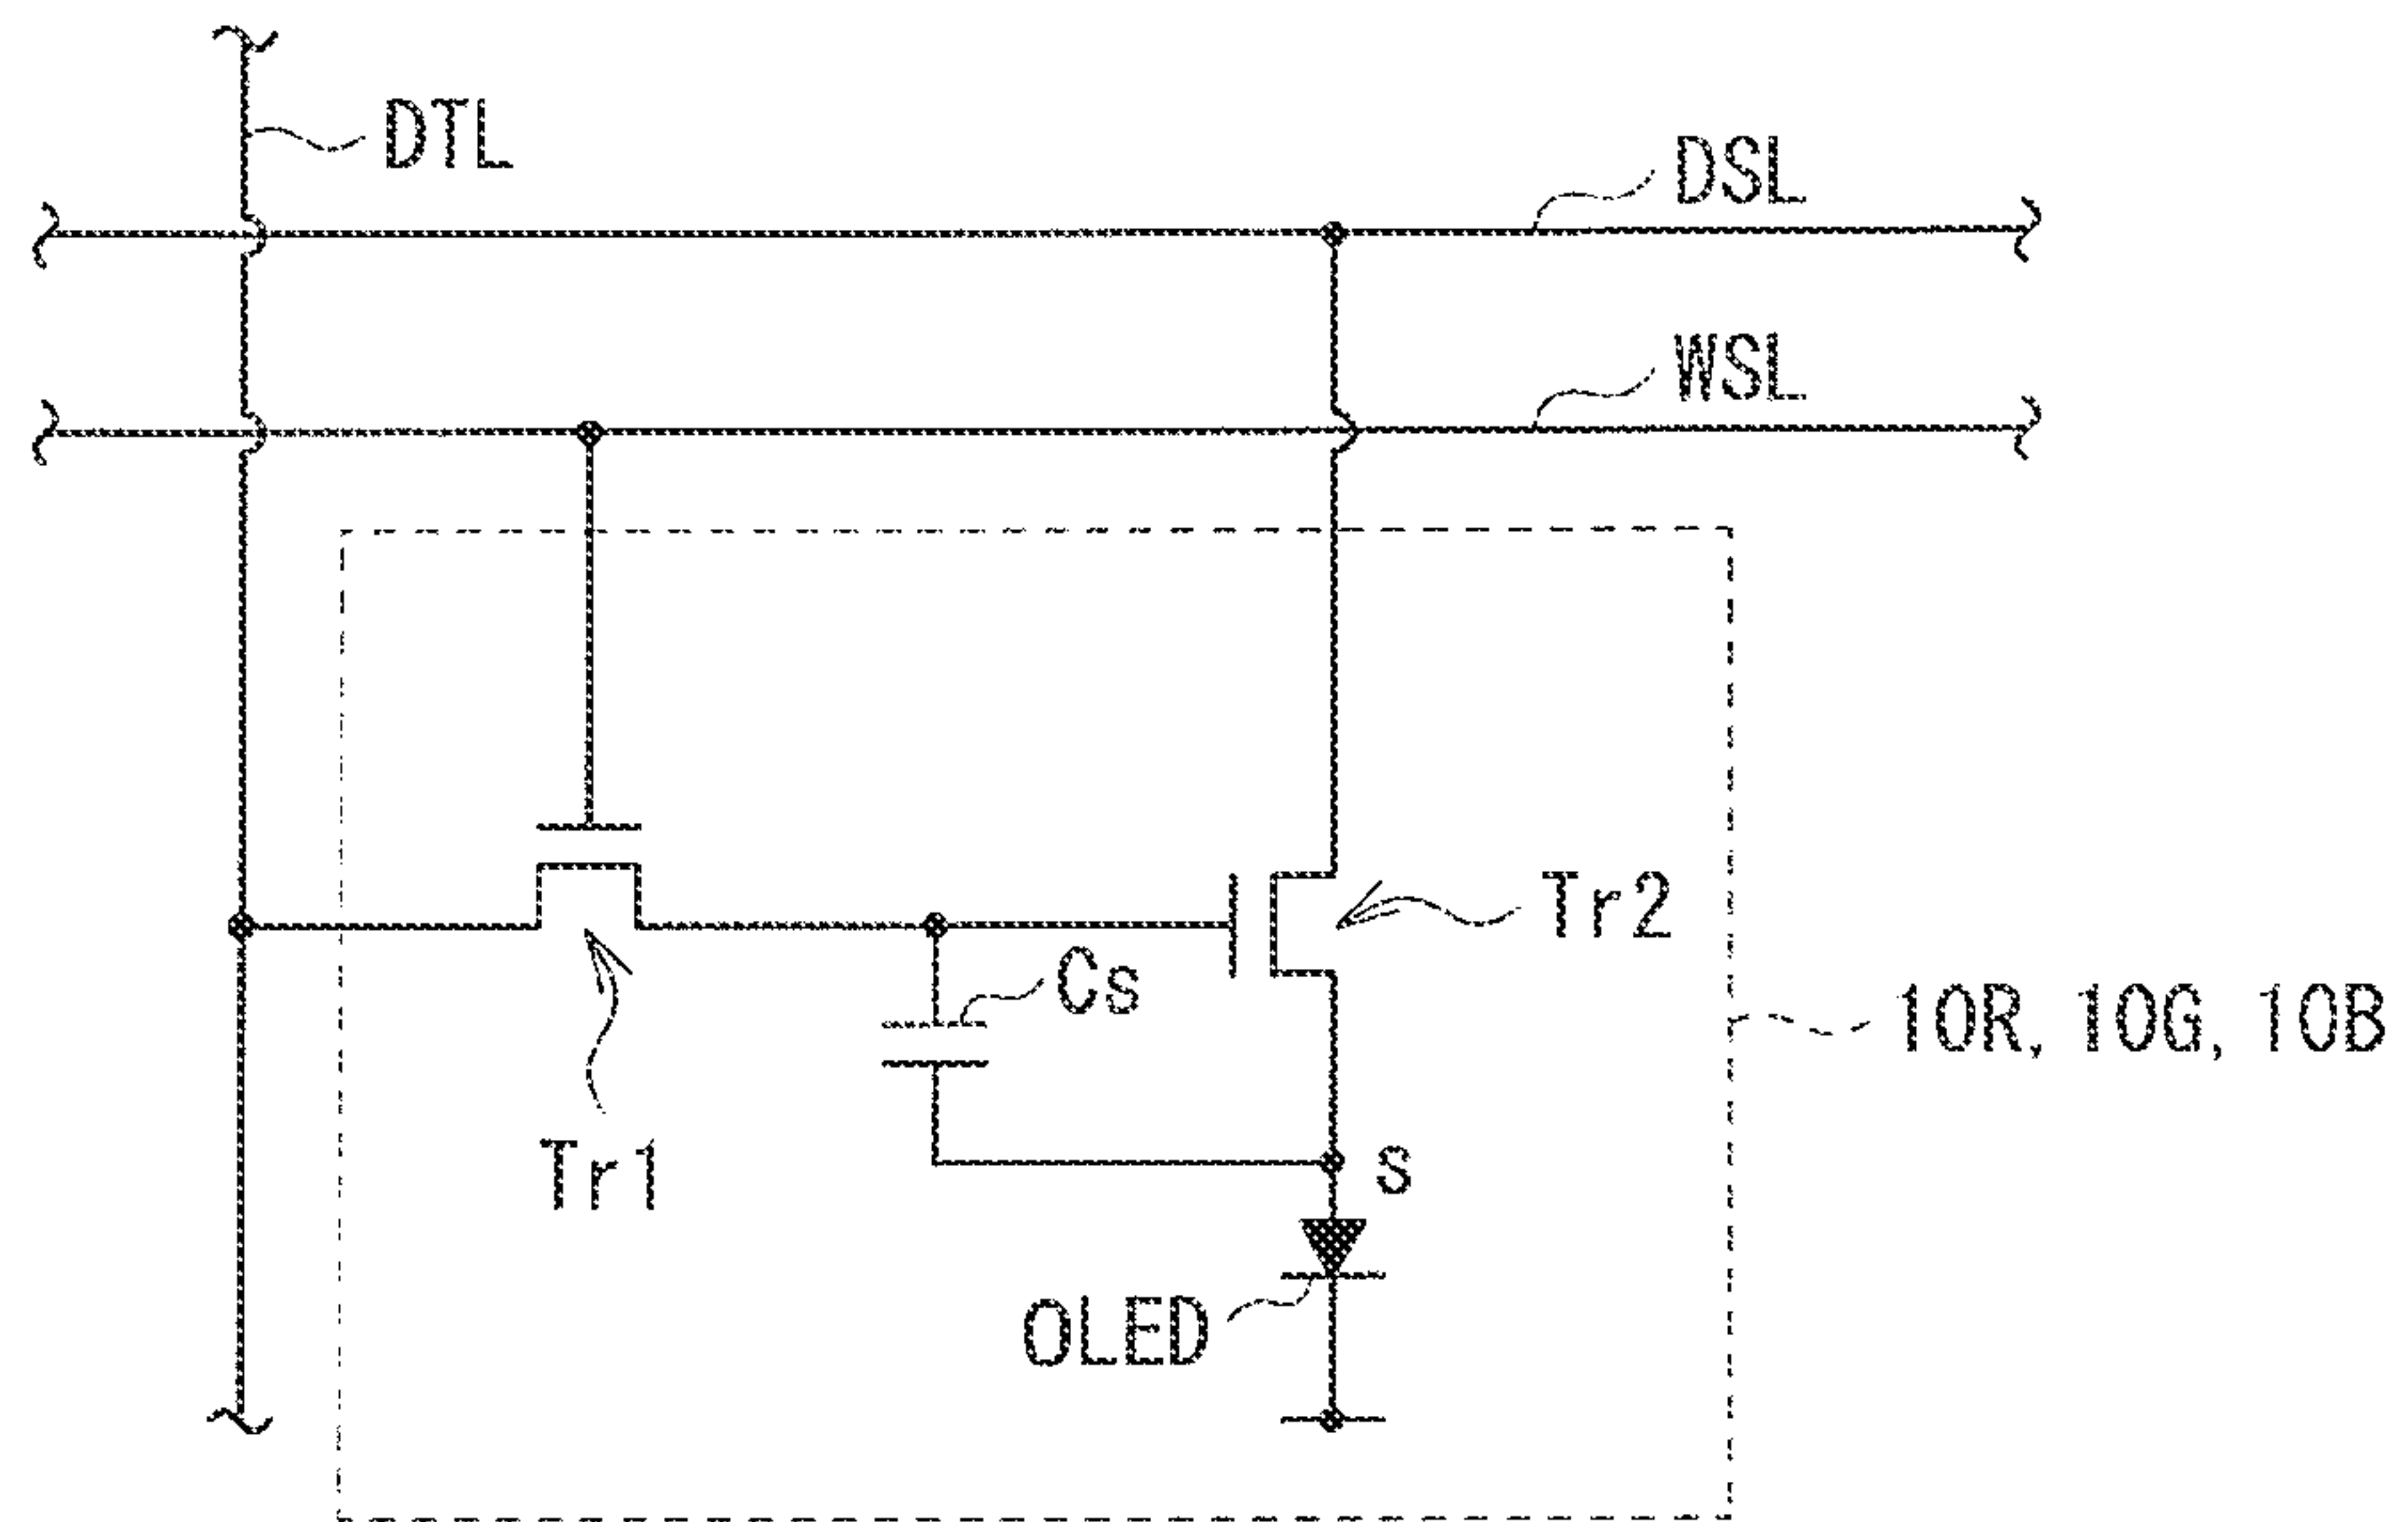 DTL
DSL
WSL
Tr2
Cs
10R, 10G, 10B
Tr1
s
OLED